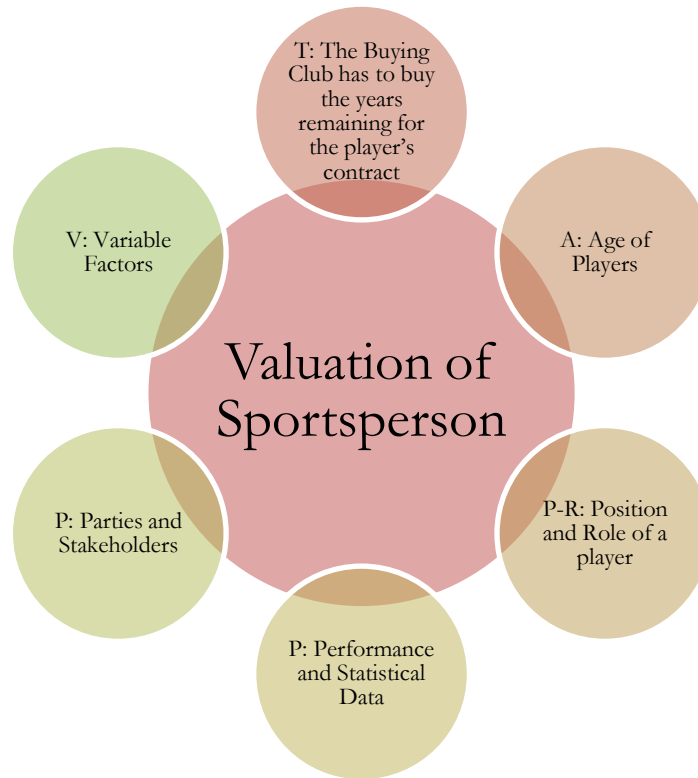 T: The Buying
Club has to buy
the years
remaining for
the player’s
contract
V: Variable
Factors
A: Age of
Players
Valuation of
Sportsperson
P: Parties and
Stakeholders
P-R: Position
and Role of a
player
P: Performance
and Statistical
Data